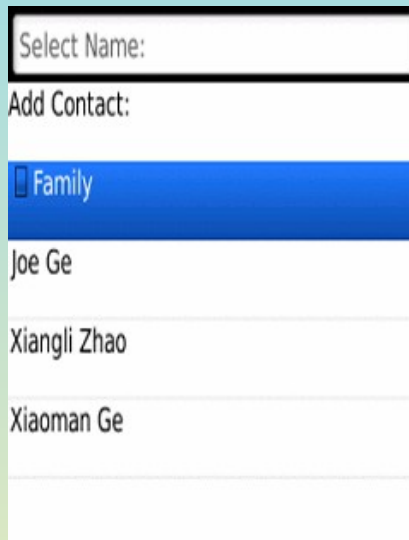 Select Name:
Add Contact:
Family
Joe Ge
Xiangli Zhao
Xiaoman Ge